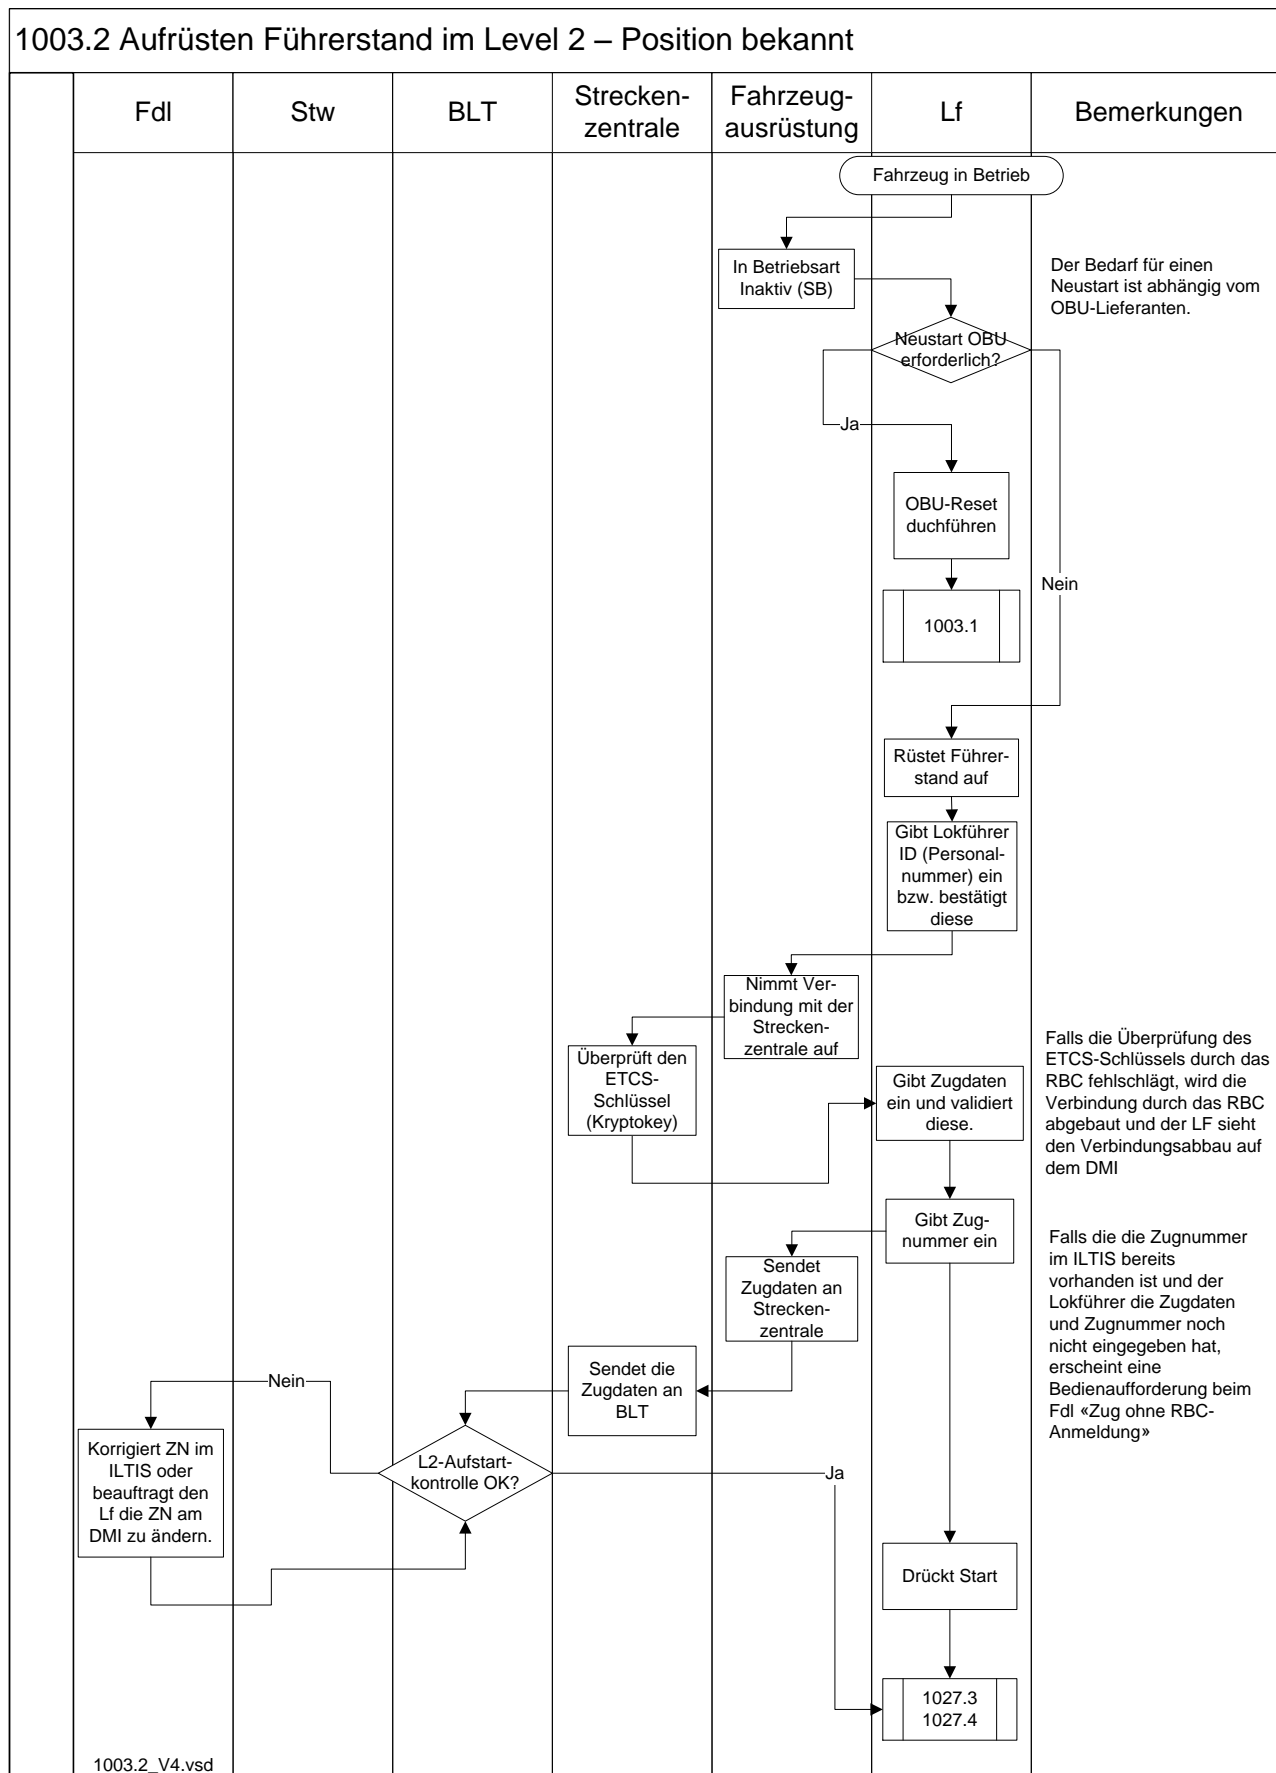 1003.2 Aufrüsten Führerstand im Level 2 – Position bekannt
Fdl
Stw
BLT
Strecken-
zentrale
Fahrzeug-
ausrüstung
Lf
Bemerkungen
Fahrzeug in Betrieb
In Betriebsart
Inaktiv (SB)
Der Bedarf für einen
Neustart ist abhängig vom
OBU-Lieferanten.
Neustart OBU
erforderlich?
Ja
OBU-Reset
duchführen
Nein
1003.1
Rüstet Führer-
stand auf
Gibt Lokführer
ID (Personal-
nummer) ein
bzw. bestätigt
diese
Nimmt Ver-
bindung mit der
Strecken-
zentrale auf
Überprüft den
ETCS-
Schlüssel
(Kryptokey)
Gibt Zugdaten
ein und validiert
diese.
Falls die Überprüfung des
ETCS-Schlüssels durch das
RBC fehlschlägt, wird die
Verbindung durch das RBC
abgebaut und der LF sieht
den Verbindungsabbau auf
dem DMI
Gibt Zug-
nummer ein
Sendet
Zugdaten an
Strecken-
zentrale
Falls die die Zugnummer
im ILTIS bereits
vorhanden ist und der
Lokführer die Zugdaten
und Zugnummer noch
nicht eingegeben hat,
erscheint eine
Bedienaufforderung beim
Fdl «Zug ohne RBC-
Anmeldung»
Sendet die
Zugdaten an
BLT
Nein
Korrigiert ZN im
ILTIS oder
beauftragt den
Lf die ZN am
DMI zu ändern.
L2-Aufstart-
kontrolle OK?
Ja
Drückt Start
1027.3
1027.4
1003.2_V4.vsd